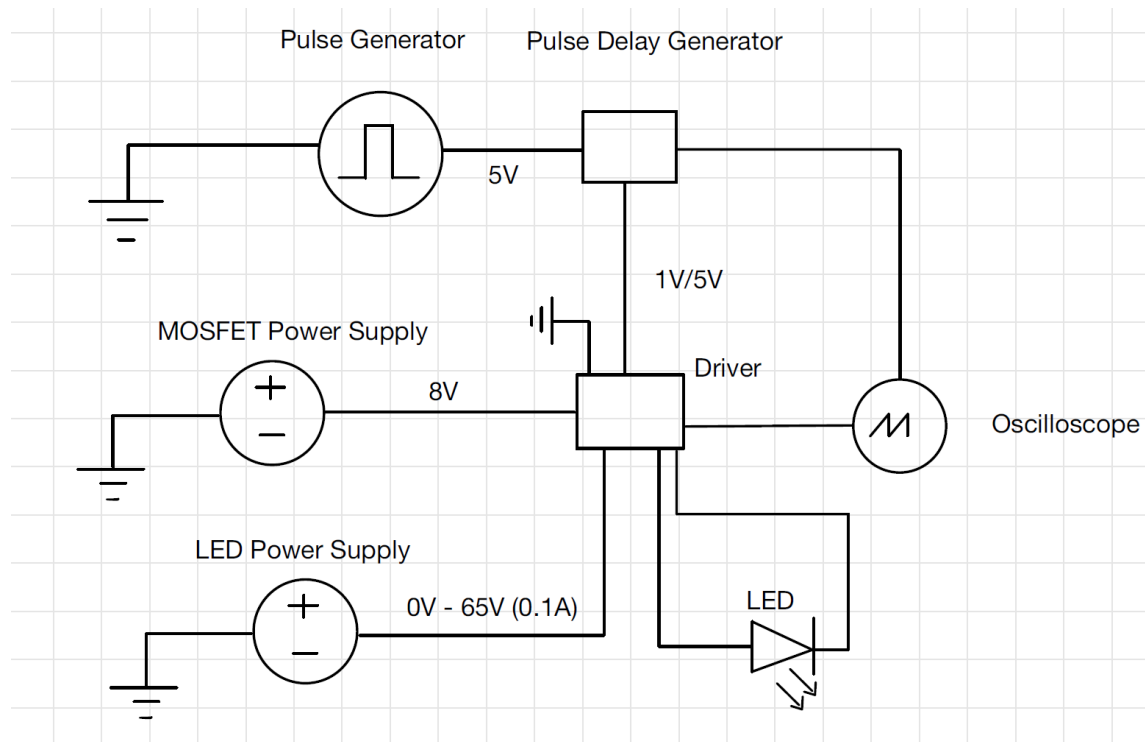 Pulse Generator
Pulse Delay Generator
5V
1V/5V
MOSFET Power Supply
Driver
8V
Oscilloscope
LED Power Supply
0V - 65V (0.1A)
LED